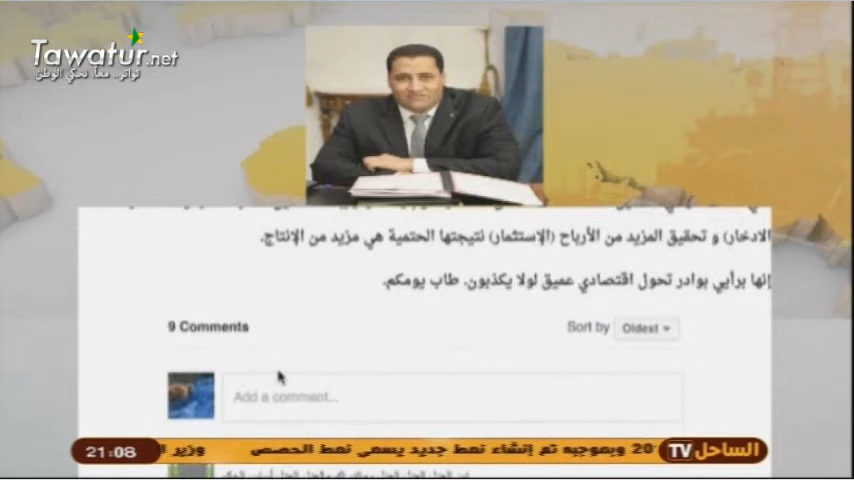 Tawatur.net
تواتر.. معاً نحكي الوطن
الادخار) و تحقيق المزيد من الأرباح (الإستثمار) نتيجتها الحتمية هي مزيد من الإنتاج.
إنها برأيي بوادر تحول اقتصادي عميق لولا يكذبون. طاب يومكم.
9 Comments
Sort by Oldest
Add a comment...
21:08
20 وبموجبه تم إنشاء نمط جديد يسمى نمط الحصص وزير ال
الساحل TV